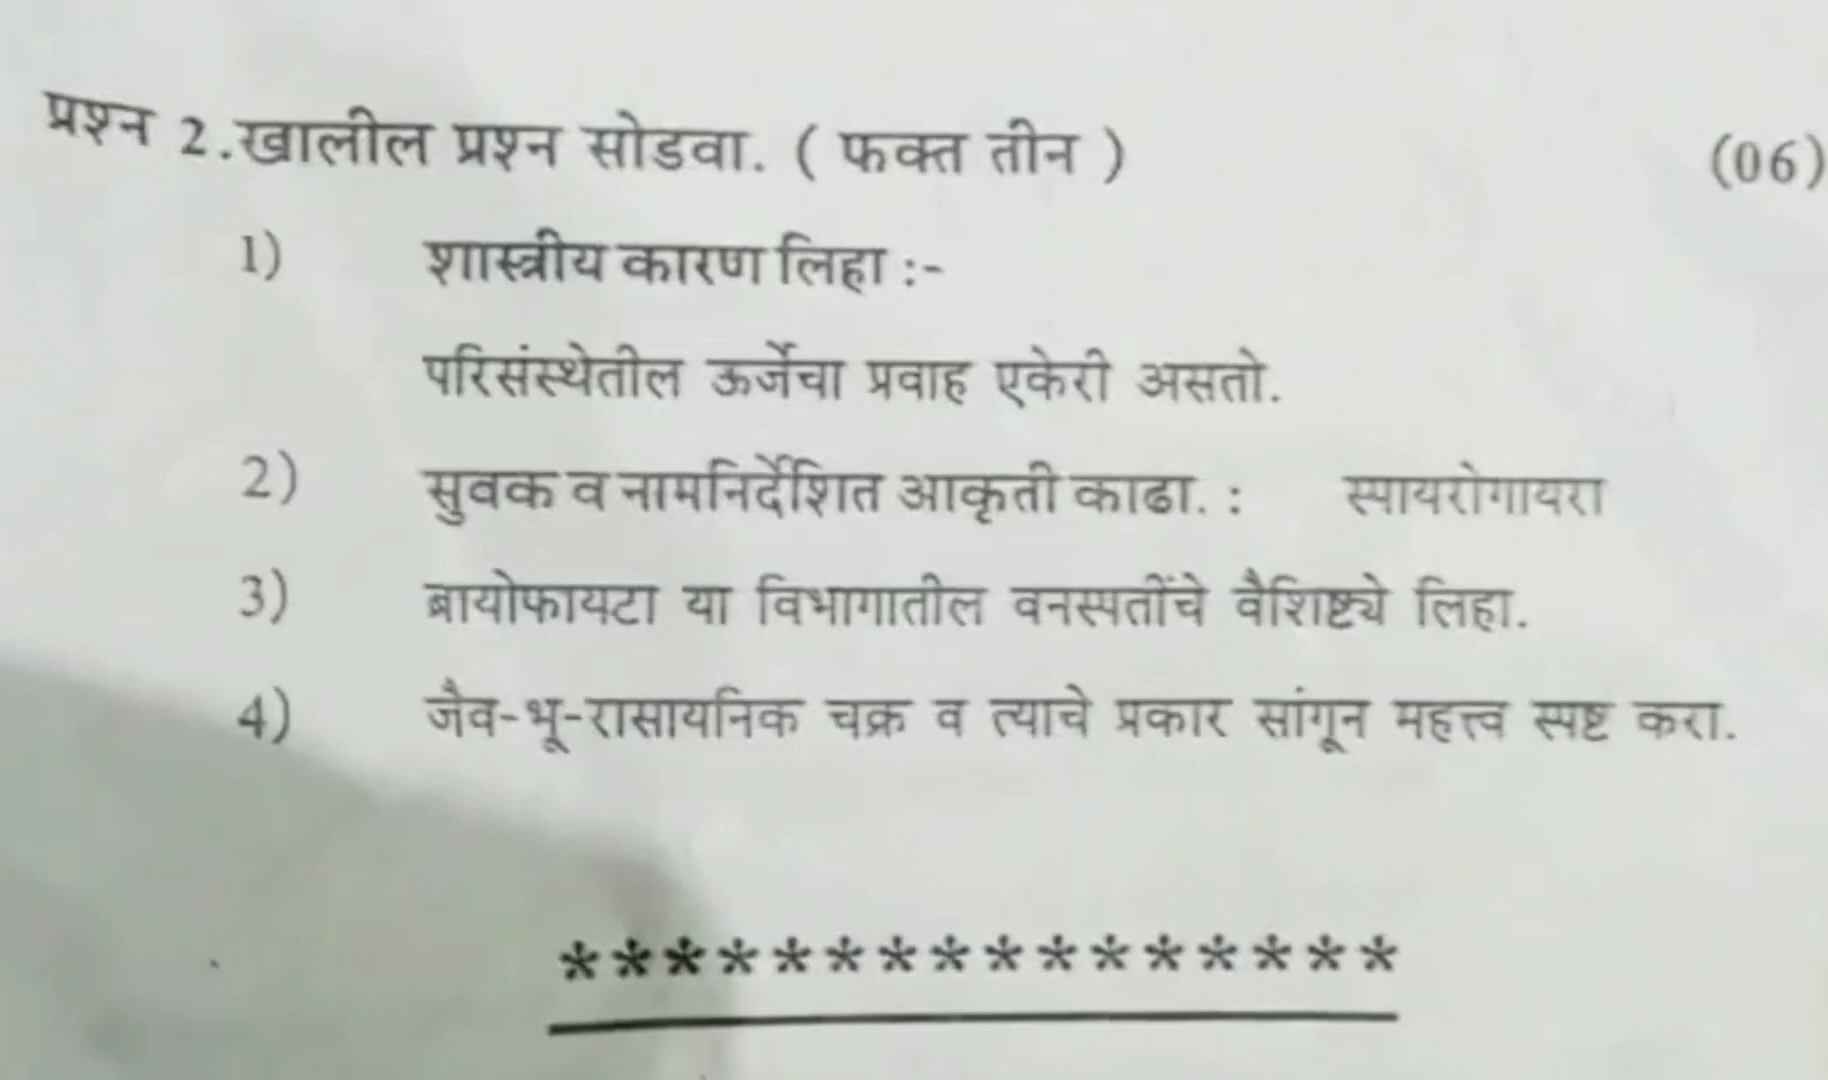 प्रश्न 2.खालील प्रश्न सोडवा. ( फक्त तीन ) (06)
1) शास्त्रीय कारण लिहा :-
परिसंस्थेतील ऊर्जेचा प्रवाह एकेरी असतो.
2) सुवक व नामनिर्देशित आकृती काढा. : स्पायरोगायरा
3) ब्रायोफायटा या विभागातील वनस्पतींचे वैशिष्ट्ये लिहा.
4) जैव-भू-रासायनिक चक्र व त्याचे प्रकार सांगून महत्त्व स्पष्ट करा.
****************